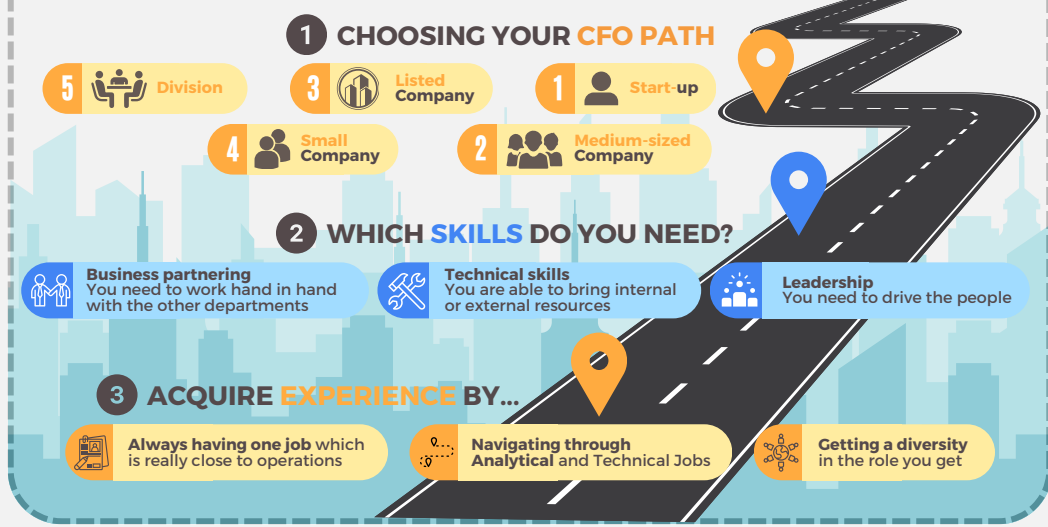 1 CHOOSING YOUR CFO PATH
5 Division
3 Listed
Company
1 Start-up
4 Small
Company
2 Medium-sized
Company
2 WHICH SKILLS DO YOU NEED?
Business partnering
You need to work hand in hand
with the other departments
Technical skills
You are able to bring internal
or external resources
Leadership
You need to drive the people
3 ACQUIRE EXPERIENCE BY...
Always having one job which
is really close to operations
Navigating through
Analytical and Technical Jobs
Getting a diversity
in the role you get